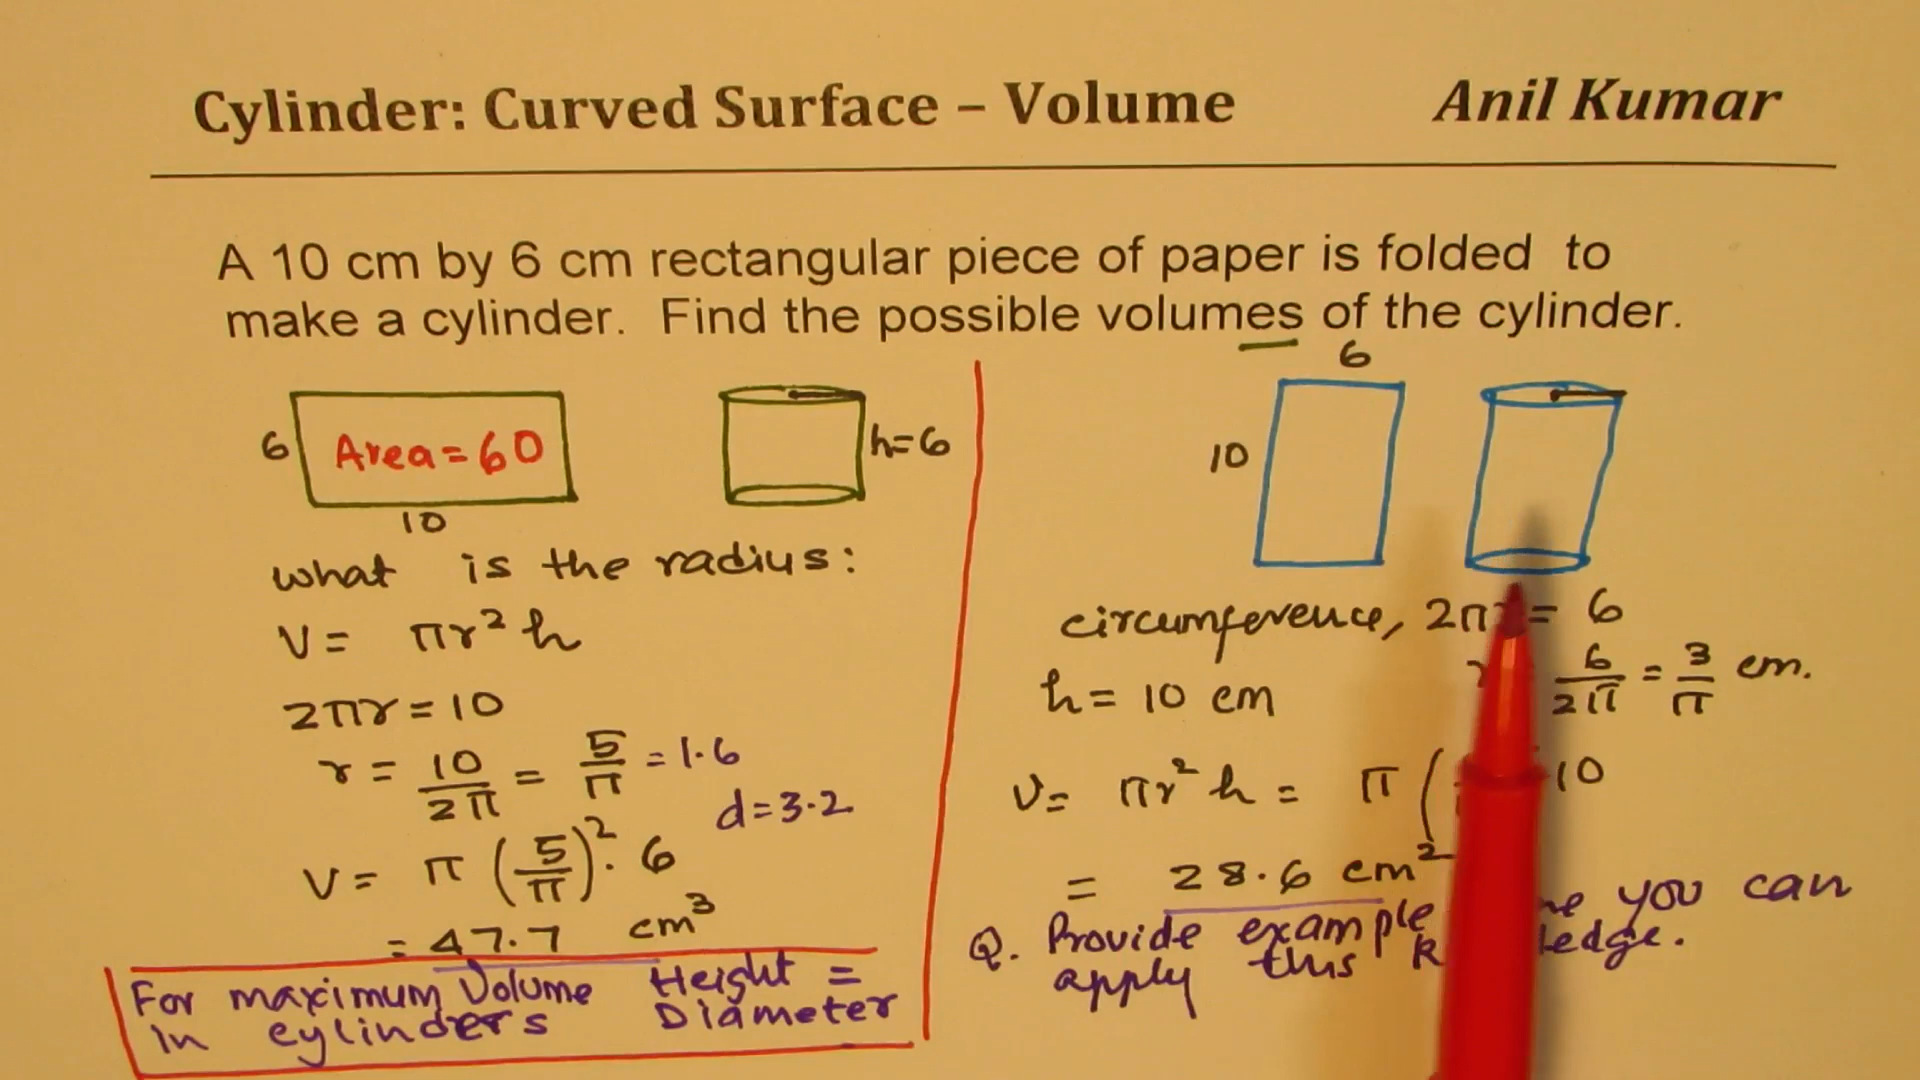 Cylinder: Curved Surface – Volume Anil Kumar
A 10 cm by 6 cm rectangular piece of paper is folded to
make a cylinder. Find the possible volumes of the cylinder.
6
Area = 60
10
h=6
what is the radius:
V = πr² h
2πr = 10
r = 10/2π = 5/π = 1.6
d = 3.2
V = π (5/π)² · 6
= 47.7 cm³
For maximum Volume Height =
In cylinders Diameter
6
10
circumference, 2π = 6
h = 10 cm
6/2π = 3/π cm.
V = πr² h = π ( 10
= 28.6 cm²
Q. Provide example you can
apply this